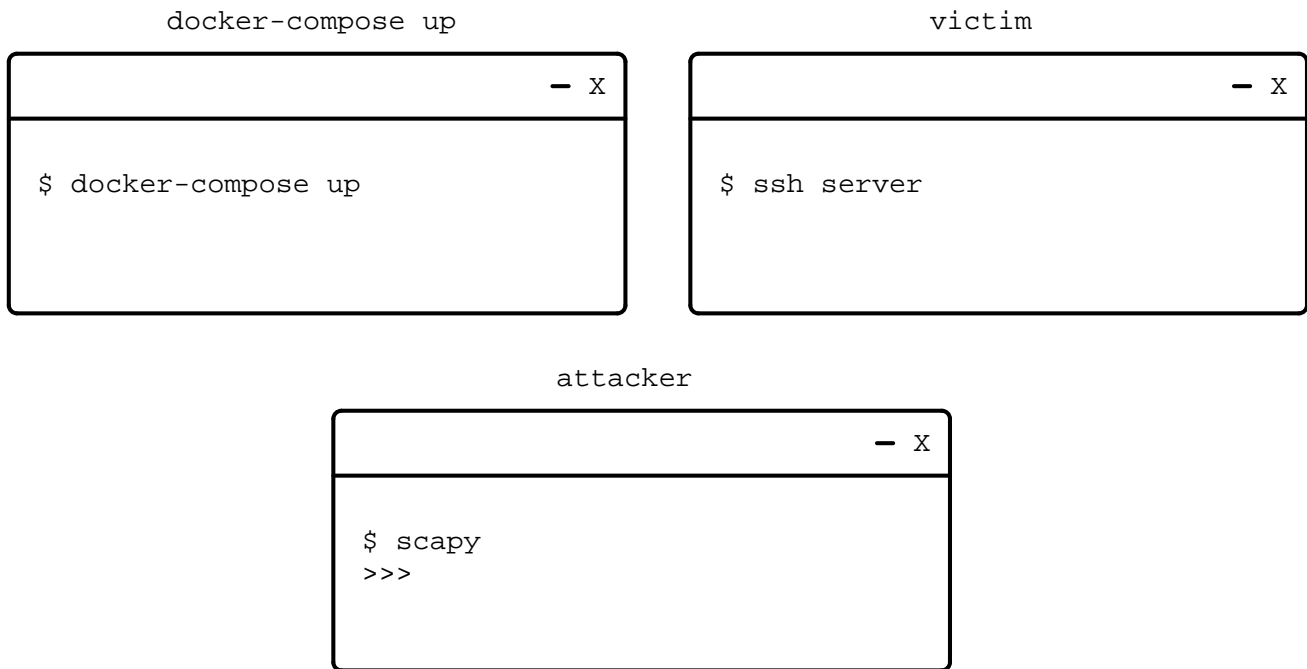 docker-compose up
victim
– X
– X
$ docker-compose up
$ ssh server
attacker
– X
$ scapy
>>>